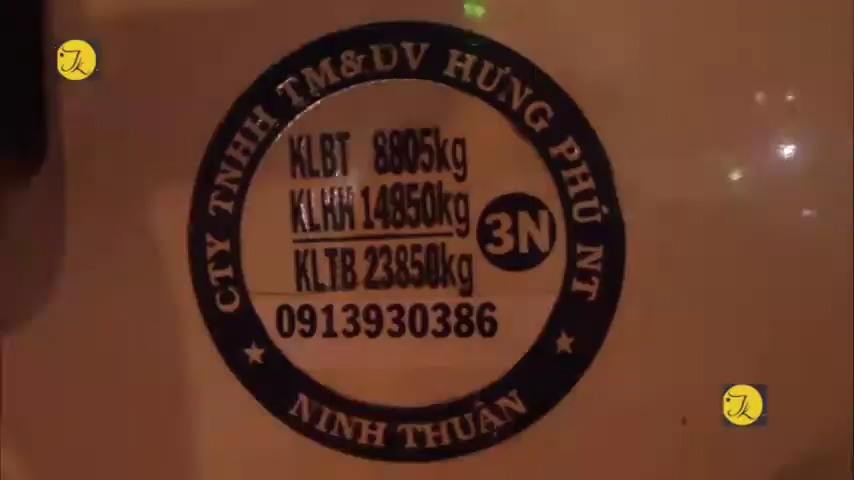 CTY TNHH TM&DV HƯNG PHÚ NT
KLBT 8805kg
KLHH 14850kg
3N
KLTB 23850kg
0913930386
NINH THUẬN